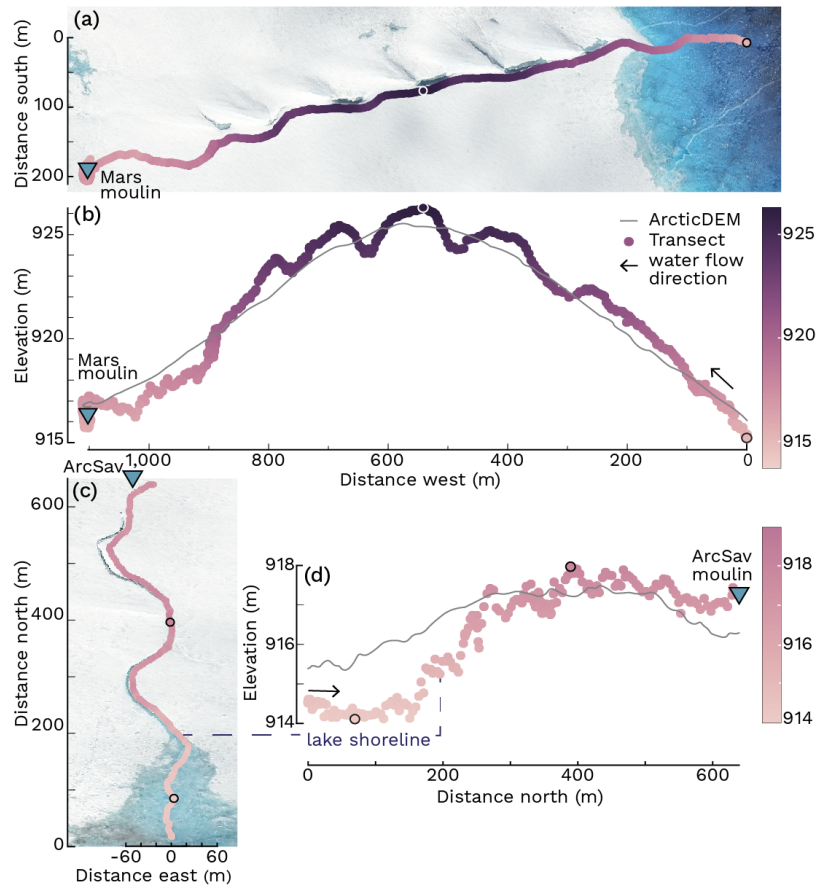 (a)
Distance south (m)
0
100
200
Mars
moulin
(b)
Elevation (m)
925
920
915
ArcticDEM
Transect
water flow
direction
Mars
moulin
925
920
915
1,000
800
600
400
200
0
Distance west (m)
ArcSav
(c)
Distance north (m)
600
400
200
0
-60
0
60
Distance east (m)
(d)
Elevation (m)
918
916
914
ArcSav
moulin
lake shoreline
0
200
400
600
Distance north (m)
918
916
914